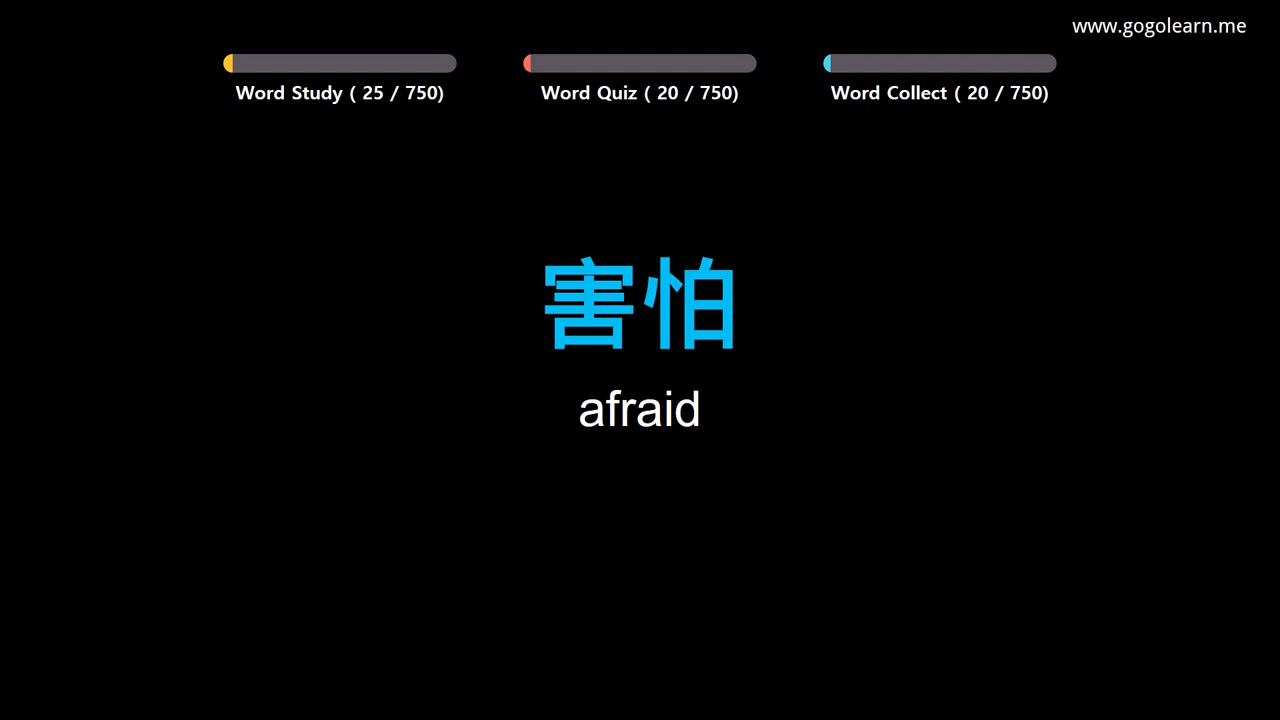 www.gogolearn.me
Word Study ( 25 / 750)
Word Quiz ( 20 / 750)
Word Collect ( 20 / 750)
害怕
afraid